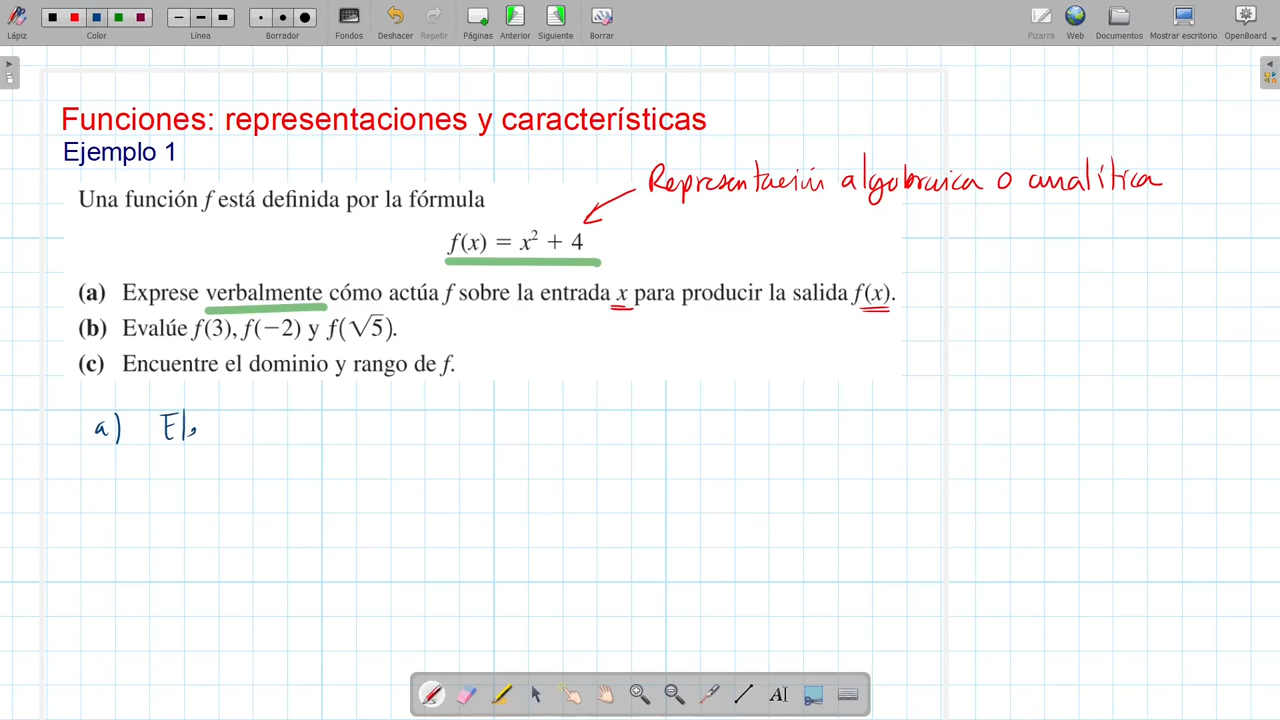 Lápiz Color Línea Borrador Fondos Deshacer Repetir Páginas Anterior Siguiente Borrar Pizarra Web Documentos Mostrar escritorio OpenBoard
Funciones: representaciones y características
Ejemplo 1
Representación algebraica o analítica
Una función f está definida por la fórmula
f(x) = x² + 4
(a) Exprese verbalmente cómo actúa f sobre la entrada x para producir la salida f(x).
(b) Evalúe f(3), f(−2) y f(√5).
(c) Encuentre el dominio y rango de f.
a)